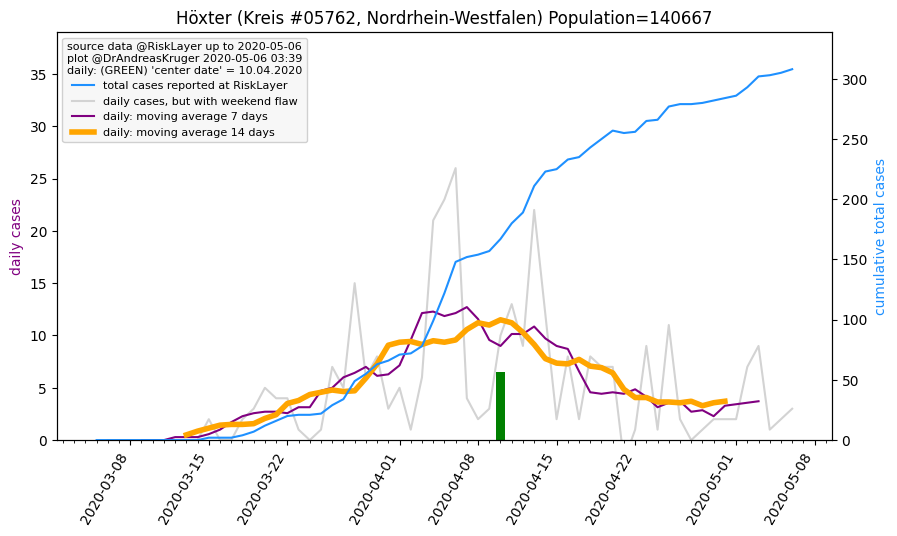 Höxter (Kreis #05762, Nordrhein-Westfalen) Population=140667
source data @RiskLayer up to 2020-05-06
plot @DrAndreasKruger 2020-05-06 03:39
daily: (GREEN) 'center date' = 10.04.2020
total cases reported at RiskLayer
daily cases, but with weekend flaw
daily: moving average 7 days
daily: moving average 14 days
daily cases
35
30
25
20
15
10
5
0
300
250
200
150
100
50
0
cumulative total cases
2020-03-08
2020-03-15
2020-03-22
2020-04-01
2020-04-08
2020-04-15
2020-04-22
2020-05-01
2020-05-08